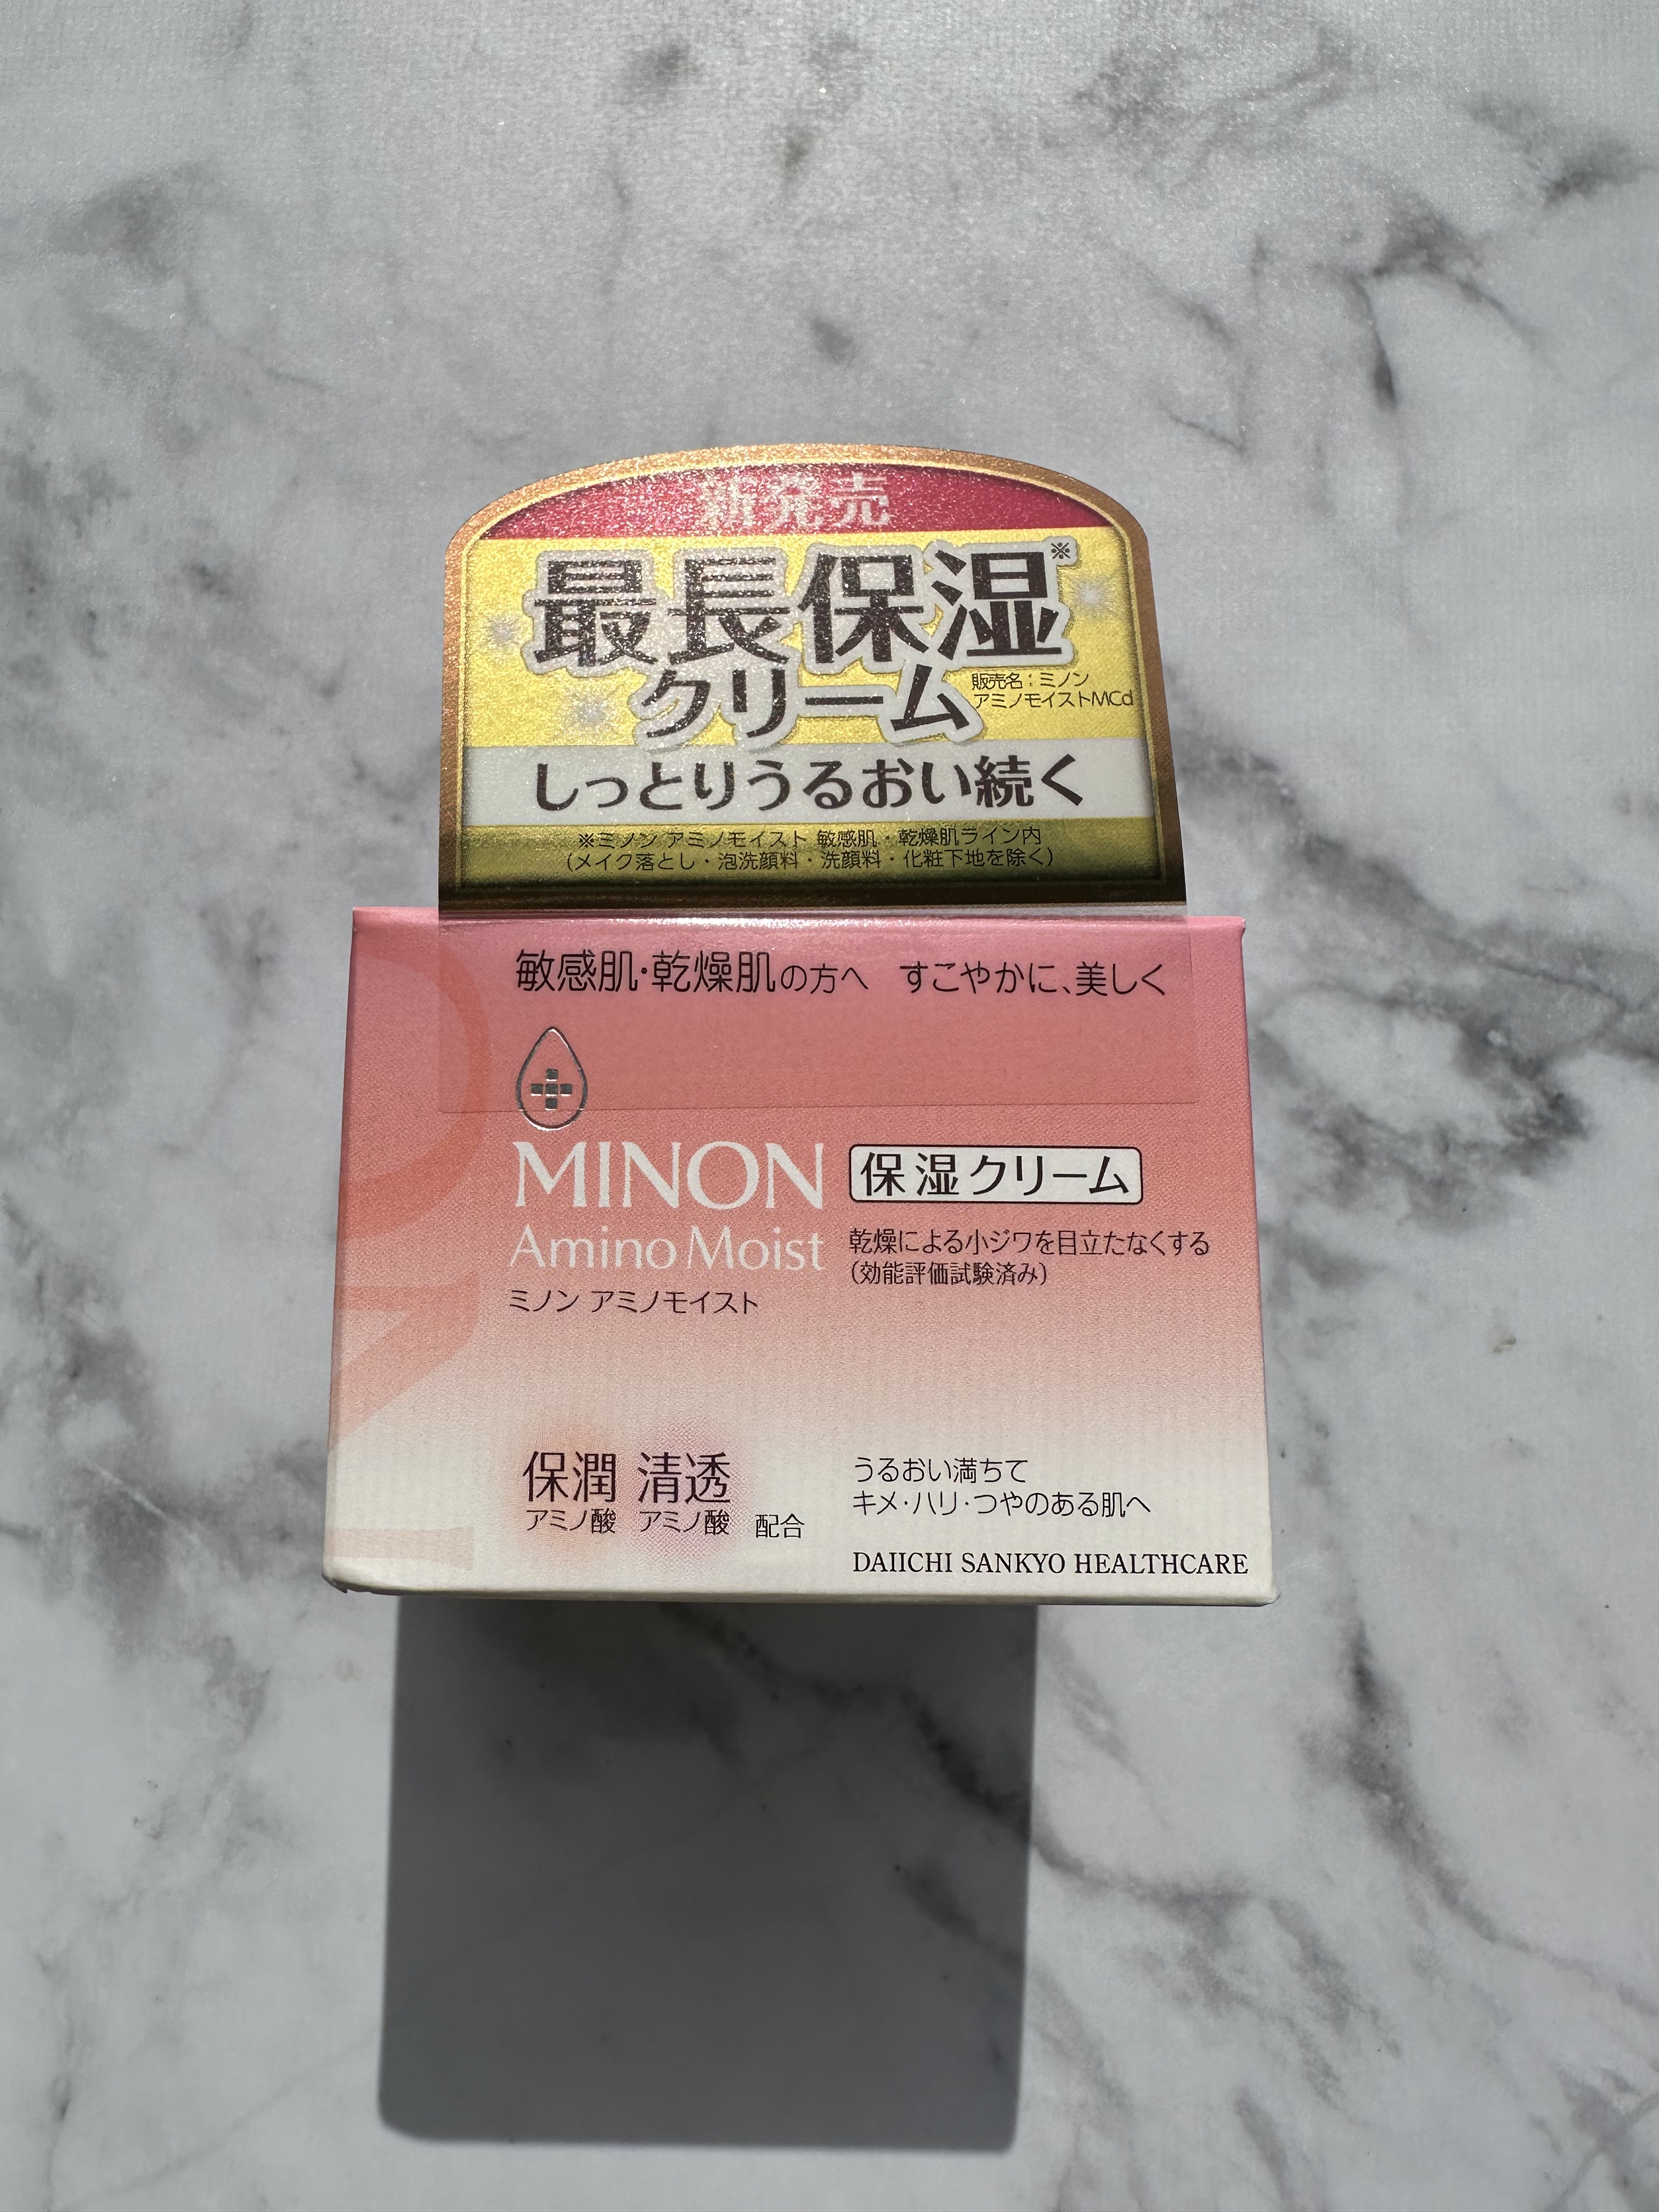 新発売
最長保湿※
クリーム
販売名：ミノン
アミノモイストMCd
しっとりうるおい続く
※ミノン アミノモイスト 敏感肌・乾燥肌ライン内
(メイク落とし・泡洗顔料・洗顔料・化粧下地を除く)
敏感肌・乾燥肌の方へ すこやかに、美しく
MINON
Amino Moist
ミノン アミノモイスト
保湿クリーム
乾燥による小ジワを目立たなくする
(効能評価試験済み)
保潤 清透
アミノ酸 アミノ酸 配合
うるおい満ちて
キメ・ハリ・つやのある肌へ
DAIICHI SANKYO HEALTHCARE